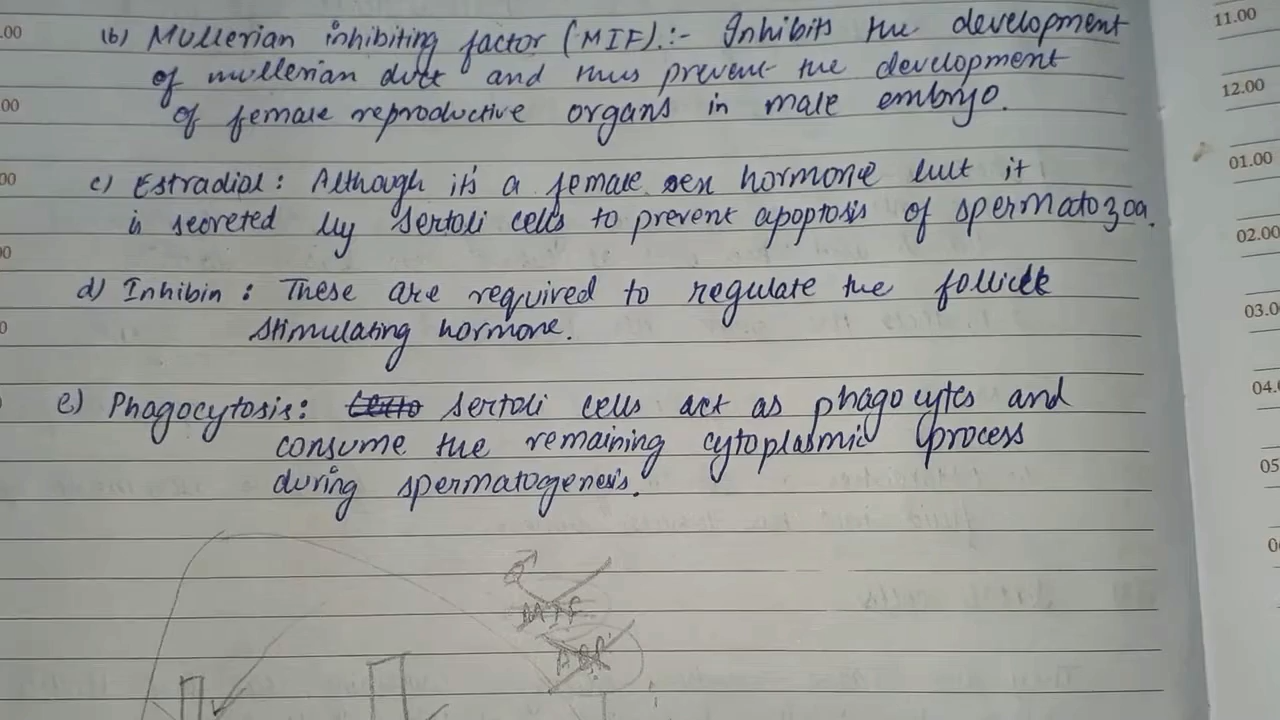 (b) Mullerian inhibiting factor (MIF) :- Inhibits the development
of mullerian duct and thus prevent the development
of female reproductive organs in male embryo.
c) Estradiol : Although it's a female sex hormone but it
is secreted by Sertoli cells to prevent apoptosis of spermatozoa.
d) Inhibin : These are required to regulate the follicle
stimulating hormone.
e) Phagocytosis: Sertoli cells act as phagocytes and
consume the remaining cytoplasmic process
during spermatogenesis.
♂
MIF
11.00
12.00
01.00
02.00